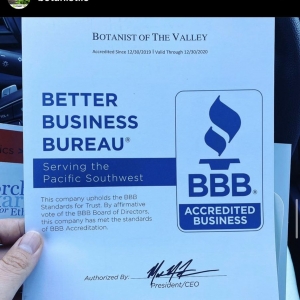 BOTANIST OF THE VALLEY
Accredited Since 12/30/2019 | Valid Through 12/30/2020
BETTER
BUSINESS
BUREAU®
Serving the
Pacific Southwest
This company upholds the BBB
Standards for Trust. By affirmative
vote of the BBB Board of Directors,
this company has met the standards
of BBB Accreditation.
BBB®
ACCREDITED
BUSINESS
Authorized By:
President/CEO